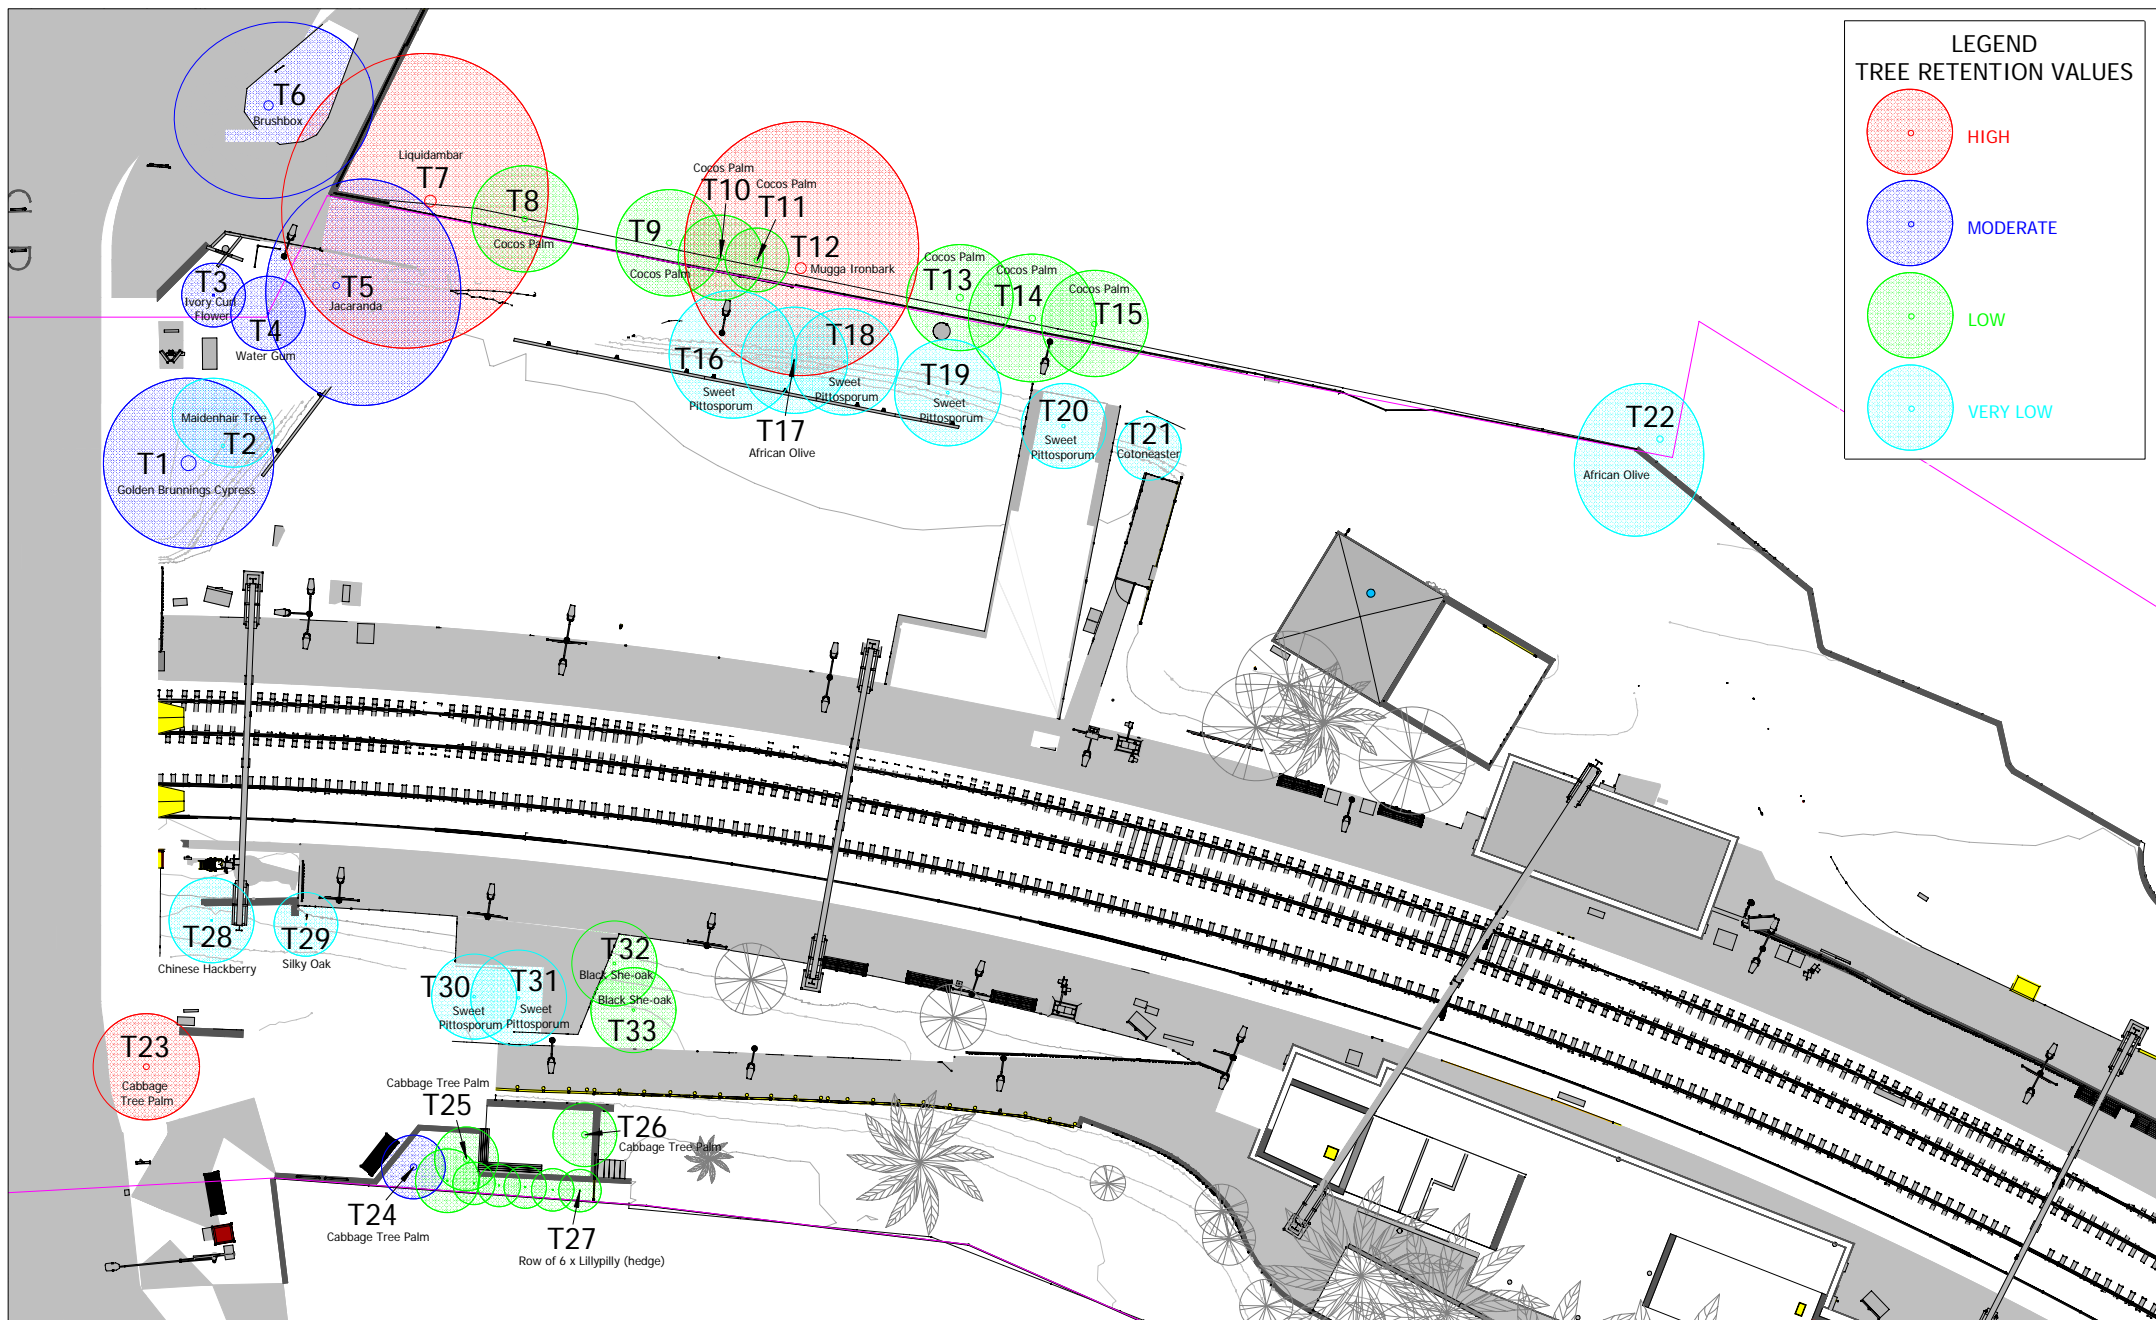 LEGEND
TREE RETENTION VALUES
HIGH
MODERATE
LOW
VERY LOW
T6
Brushbox
Liquidambar
T7
T8
Cocos Palm
T9
Cocos Palm
Cocos Palm
T10
Cocos Palm
T11
T12
Mugga Ironbark
Cocos Palm
T13
Cocos Palm
T14
Cocos Palm
T15
T3
Ivory Curl
Flower
T4
Water Gum
T5
Jacaranda
T16
Sweet
Pittosporum
T17
African Olive
T18
Sweet
Pittosporum
T19
Sweet
Pittosporum
T20
Sweet
Pittosporum
T21
Cotoneaster
T22
African Olive
Maidenhair Tree
T2
T1
Golden Brunnings Cypress
T28
Chinese Hackberry
T29
Silky Oak
T30
Sweet
Pittosporum
T31
Sweet
Pittosporum
T32
Black She-oak
Black She-oak
T33
T23
Cabbage
Tree Palm
Cabbage Tree Palm
T25
T26
Cabbage Tree Palm
T24
Cabbage Tree Palm
T27
Row of 6 x Lillypilly (hedge)